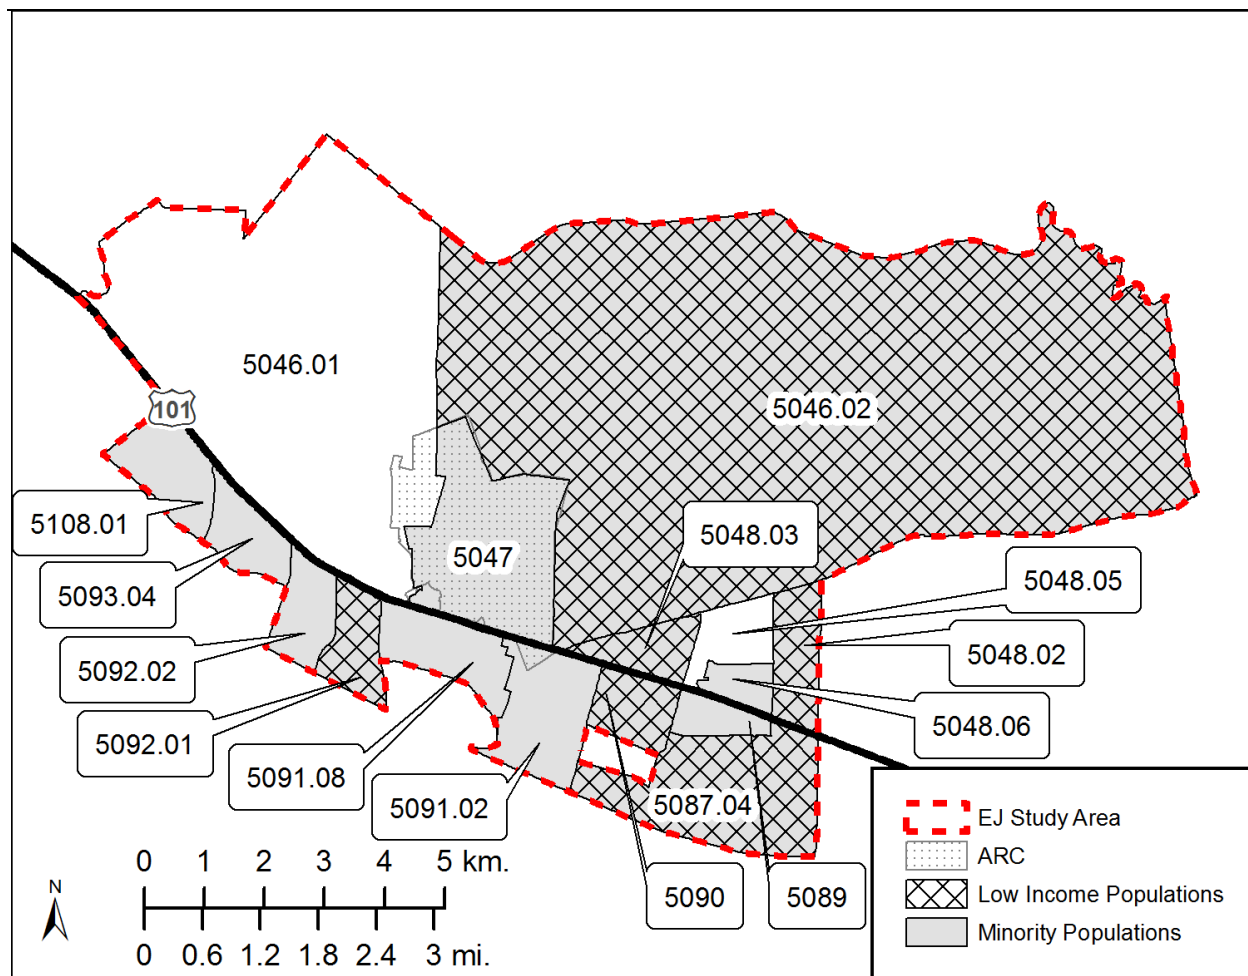 5046.01
5046.02
101
5108.01
5048.03
5047
5048.05
5093.04
5048.02
5092.02
5048.06
5092.01
5091.08
5091.02
5087.04
5090
5089
EJ Study Area
ARC
Low Income Populations
Minority Populations
0 1 2 3 4 5 km.
N
0 0.6 1.2 1.8 2.4 3 mi.